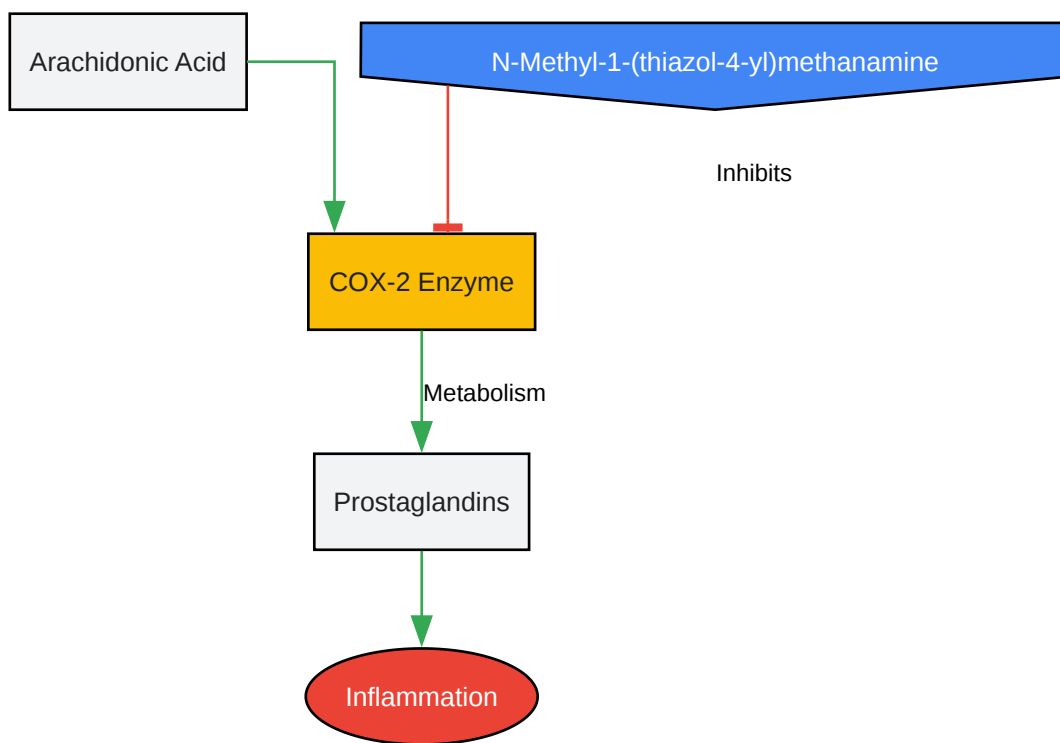 Arachidonic Acid
N-Methyl-1-(thiazol-4-yl)methanamine
Inhibits
COX-2 Enzyme
Metabolism
Prostaglandins
Inflammation